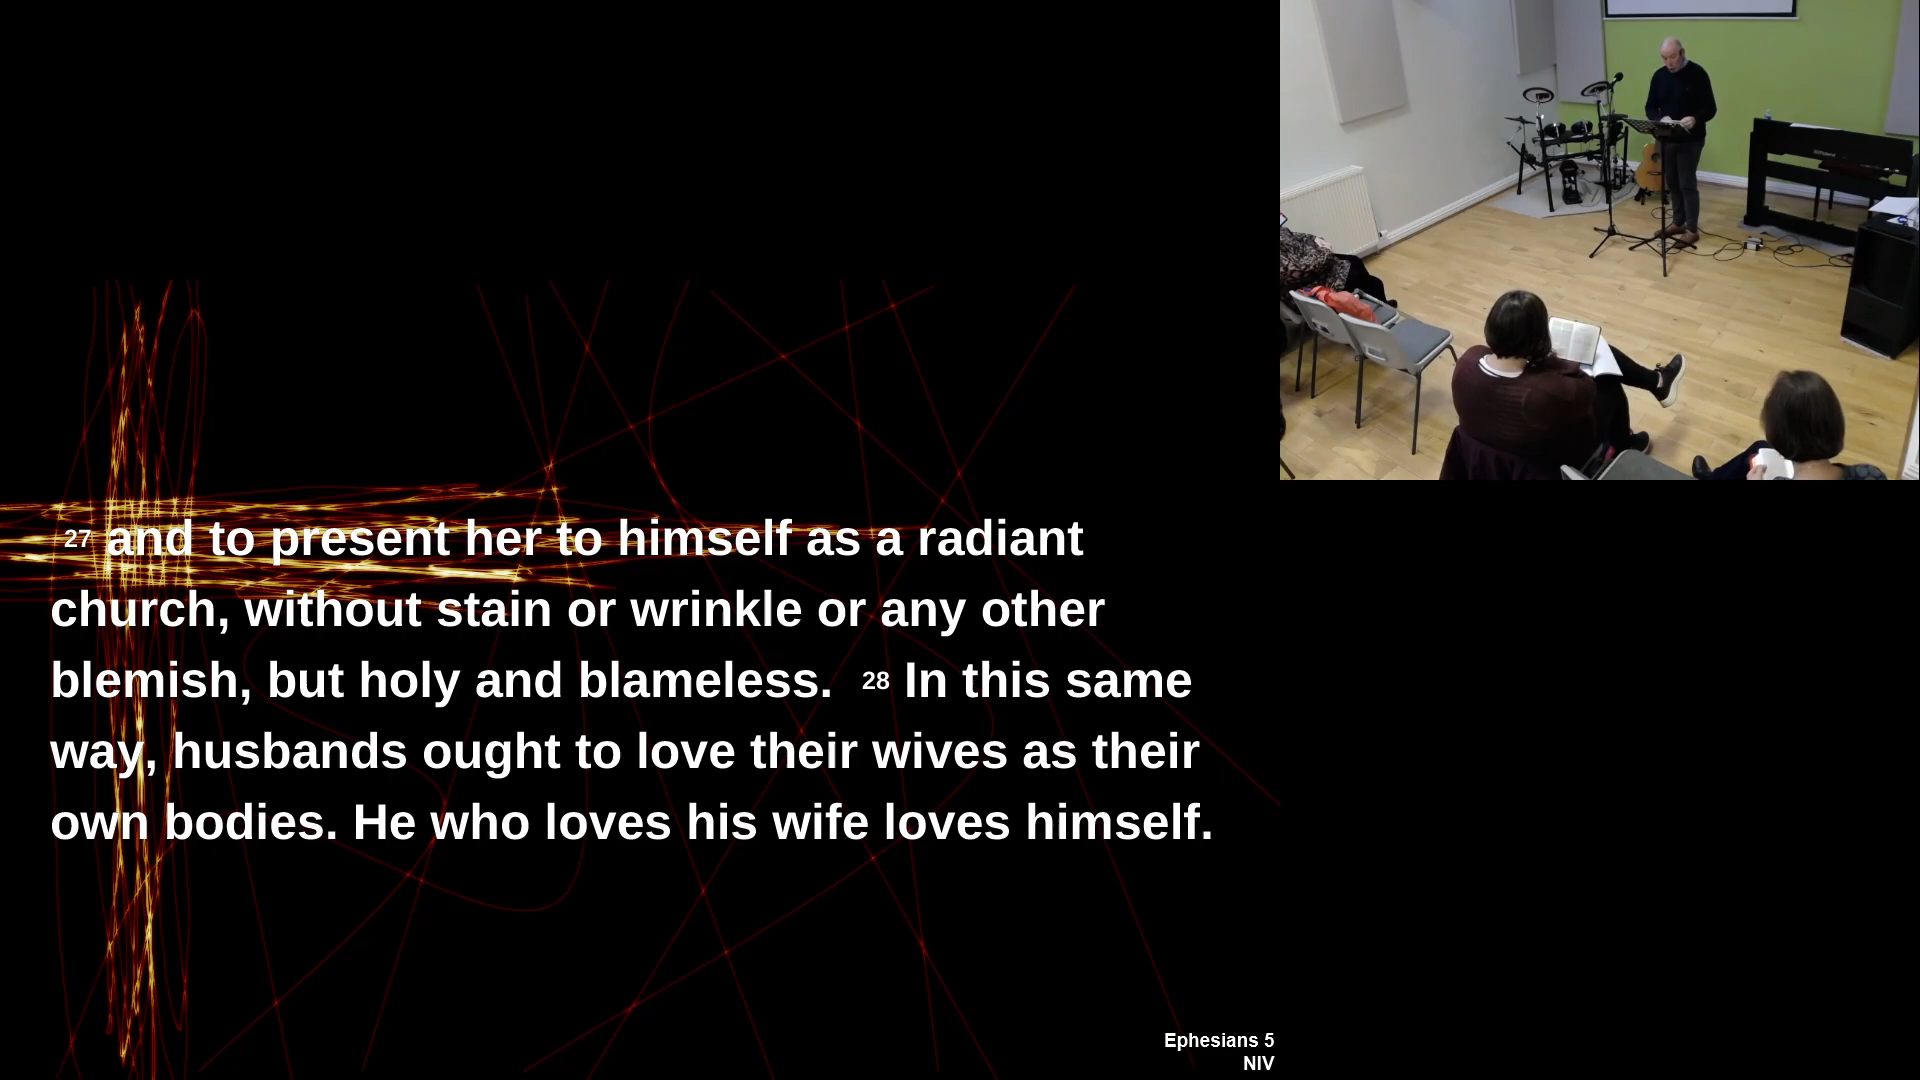 27 and to present her to himself as a radiant
church, without stain or wrinkle or any other
blemish, but holy and blameless. 28 In this same
way, husbands ought to love their wives as their
own bodies. He who loves his wife loves himself.
Ephesians 5
NIV